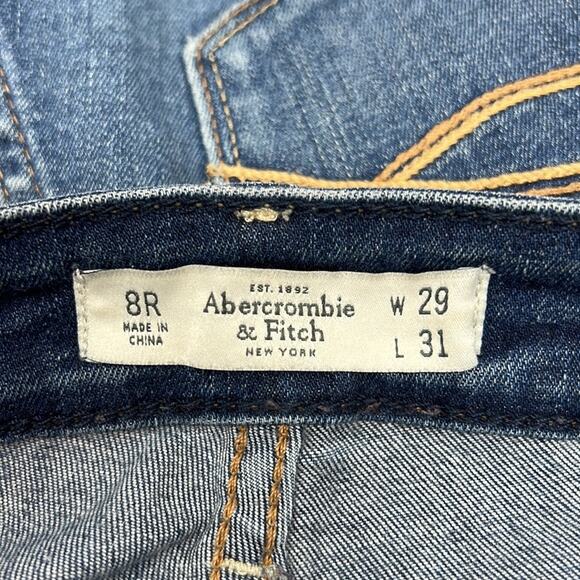 8R
MADE IN
CHINA
EST. 1892
Abercrombie
& Fitch
NEW YORK
W 29
L 31